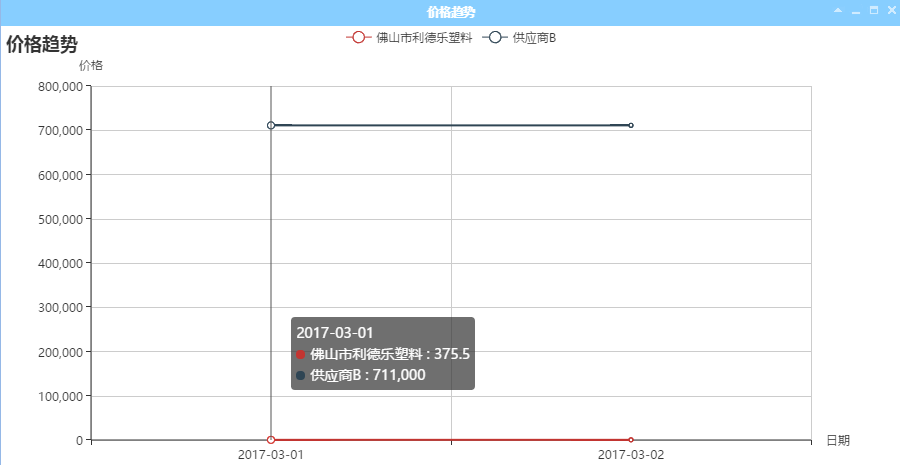 价格趋势
价格趋势
佛山市利德乐塑料 供应商B
价格
800,000
700,000
600,000
500,000
400,000
300,000
200,000
100,000
0
2017-03-01
佛山市利德乐塑料 : 375.5
供应商B : 711,000
日期
2017-03-01 2017-03-02